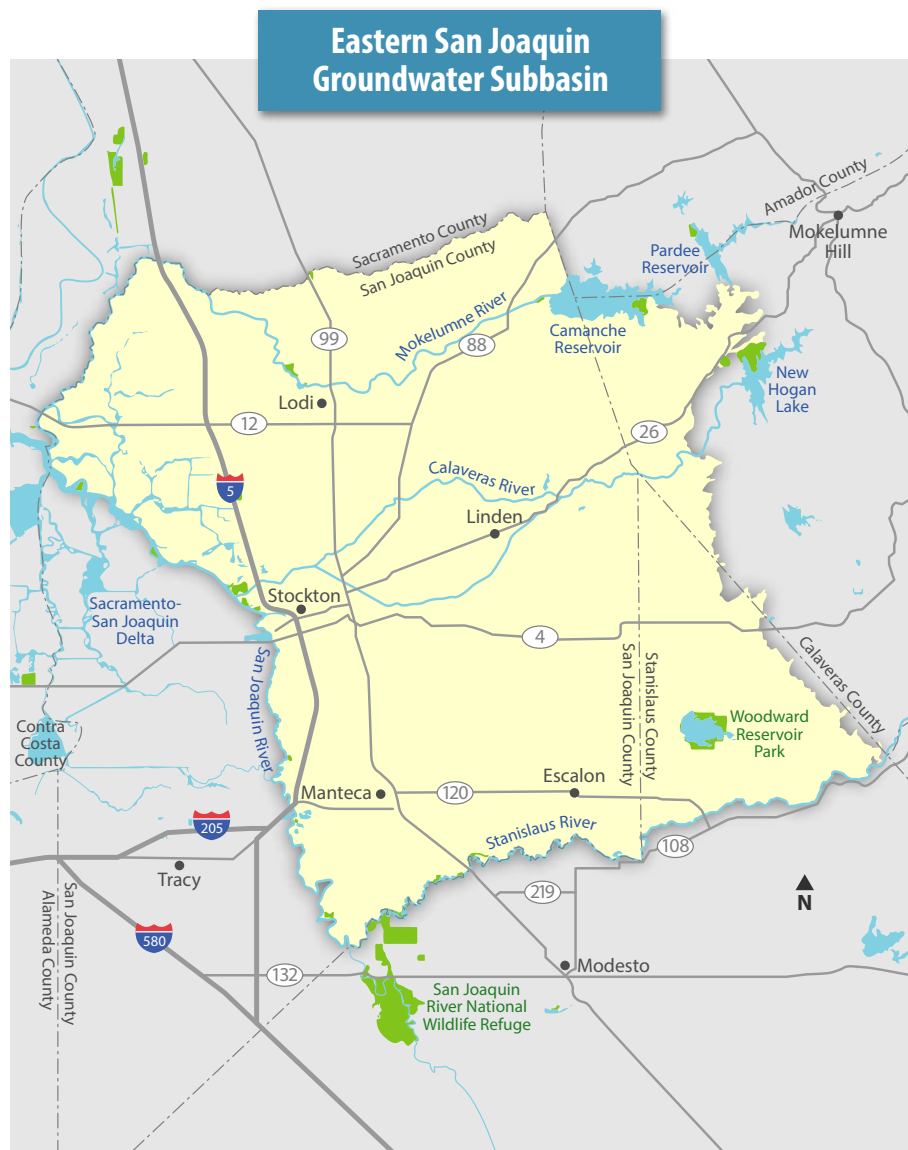 Eastern San Joaquin
Groundwater Subbasin
Amador County
Mokelumne
Hill
Sacramento County
San Joaquin County
Pardee
Reservoir
Mokelumne River
Camanche
Reservoir
99
88
New
Hogan
Lake
Lodi
12
26
5
Calaveras River
Linden
Stockton
Sacramento-
San Joaquin
Delta
4
San Joaquin River
Stanislaus County
San Joaquin County
Calaveras County
Contra
Costa
County
Woodward
Reservoir
Park
Manteca
120
Escalon
205
Stanislaus River
108
Tracy
219
N
San Joaquin County
Alameda County
580
132
Modesto
San Joaquin
River National
Wildlife Refuge